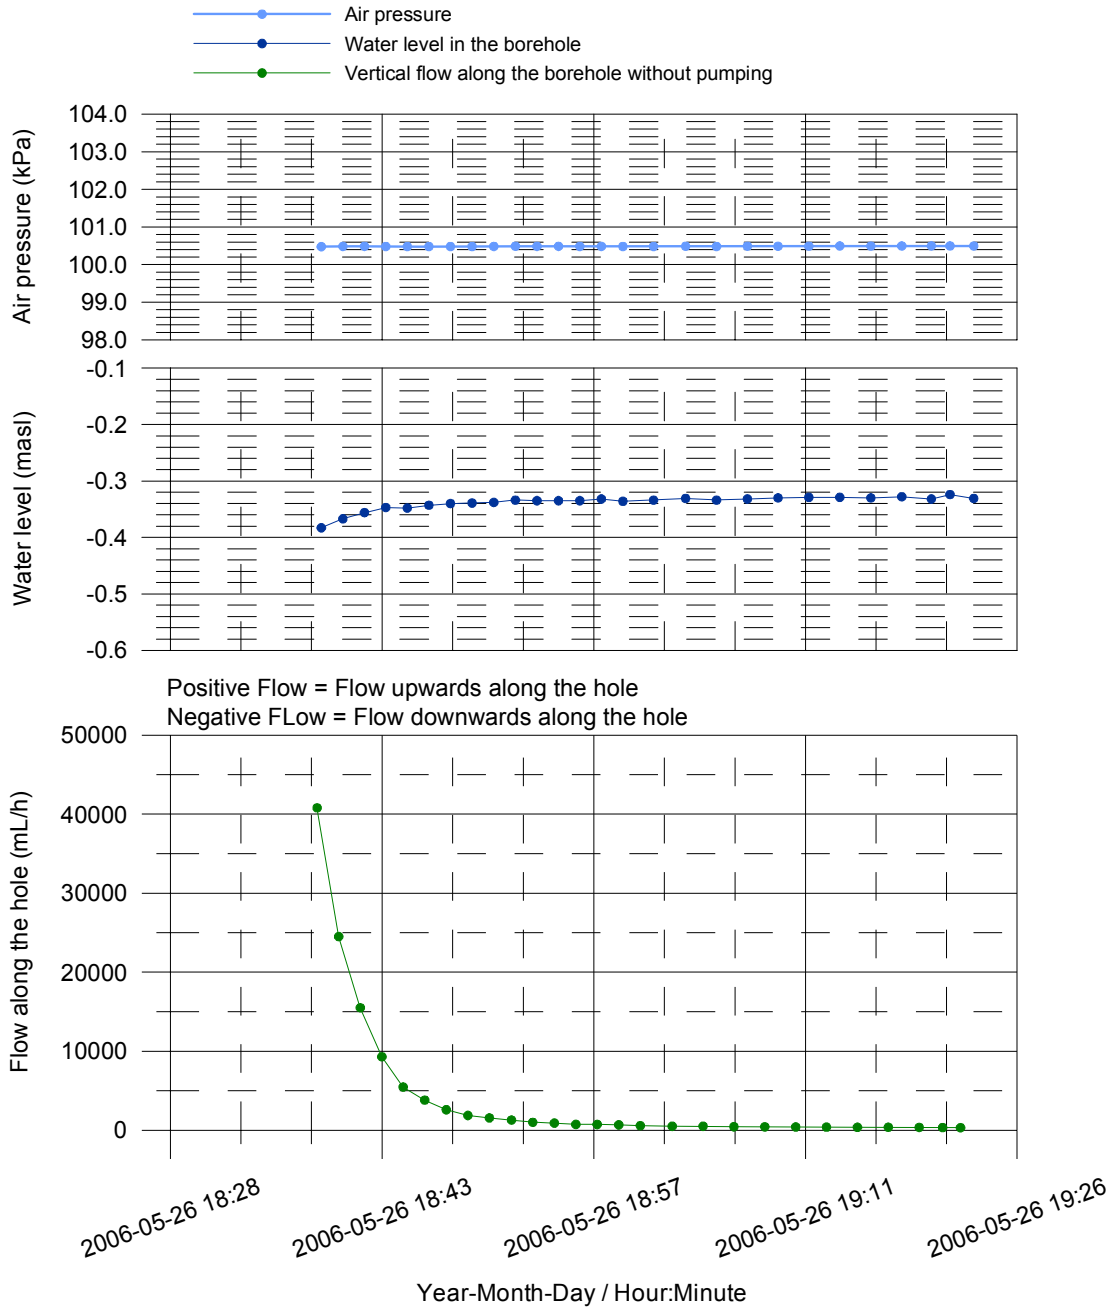 Air pressure
Water level in the borehole
Vertical flow along the borehole without pumping
Air pressure (kPa)
104.0
103.0
102.0
101.0
100.0
99.0
98.0
Water level (masl)
-0.1
-0.2
-0.3
-0.4
-0.5
-0.6
Positive Flow = Flow upwards along the hole
Negative FLow = Flow downwards along the hole
Flow along the hole (mL/h)
50000
40000
30000
20000
10000
0
2006-05-26 18:28
2006-05-26 18:43
2006-05-26 18:57
2006-05-26 19:11
2006-05-26 19:26
Year-Month-Day / Hour:Minute